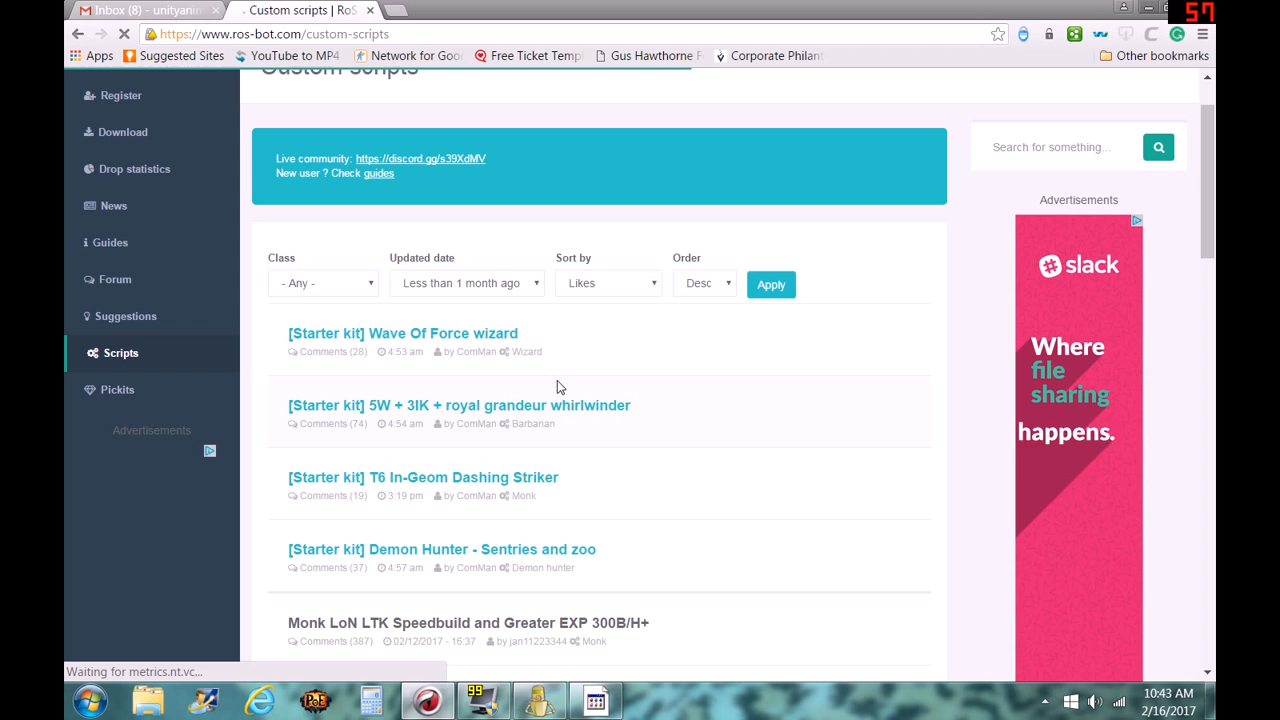 Inbox (8) - unityanim
Custom scripts | RoS
57
https://www.ros-bot.com/custom-scripts
Apps
Suggested Sites
YouTube to MP4
Network for Goo
Free Ticket Templ
Gus Hawthorne F
Corporate Philant
Other bookmarks
Custom scripts
Register
Download
Drop statistics
News
Guides
Forum
Suggestions
Scripts
Pickits
Advertisements
Live community: https://discord.gg/s39XdMV
New user ? Check guides
Search for something...
Advertisements
Class
Updated date
Sort by
Order
- Any -
Less than 1 month ago
Likes
Desc
Apply
[Starter kit] Wave Of Force wizard
Comments (28) 4:53 am by ComMan Wizard
[Starter kit] 5W + 3IK + royal grandeur whirlwinder
Comments (74) 4:54 am by ComMan Barbarian
[Starter kit] T6 In-Geom Dashing Striker
Comments (19) 3:19 pm by ComMan Monk
[Starter kit] Demon Hunter - Sentries and zoo
Comments (37) 4:57 am by ComMan Demon hunter
Monk LoN LTK Speedbuild and Greater EXP 300B/H+
Comments (387) 02/12/2017 - 16:37 by jan11223344 Monk
slack
Where
file
sharing
happens.
Waiting for metrics.nt.vc...
PoE
99
10:43 AM
2/16/2017